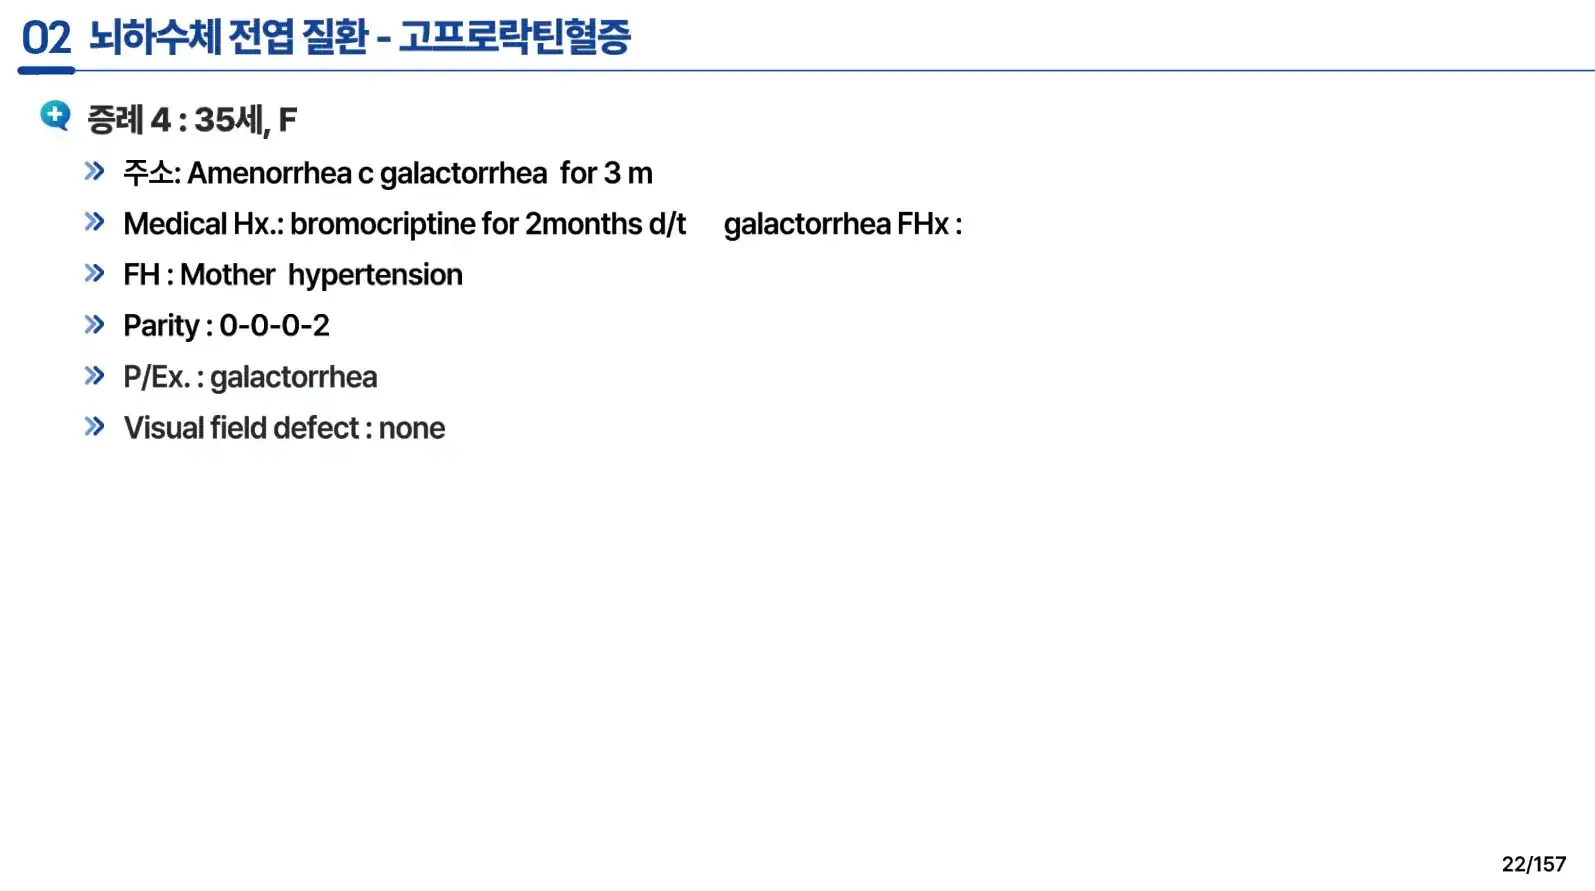 02 뇌하수체 전엽 질환 - 고프로락틴혈증
증례 4 : 35세, F
주소: Amenorrhea c galactorrhea for 3 m
Medical Hx.: bromocriptine for 2months d/t galactorrhea FHx :
FH : Mother hypertension
Parity : 0-0-0-2
P/Ex. : galactorrhea
Visual field defect : none
22/157